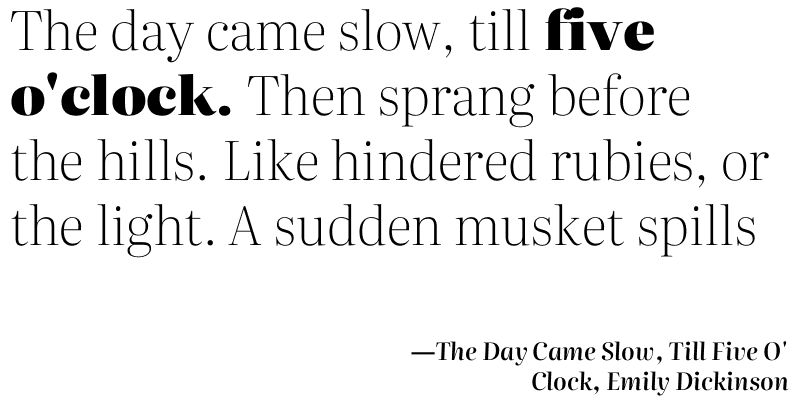 The day came slow, till five
o'clock. Then sprang before
the hills. Like hindered rubies, or
the light. A sudden musket spills
—The Day Came Slow, Till Five O'
Clock, Emily Dickinson